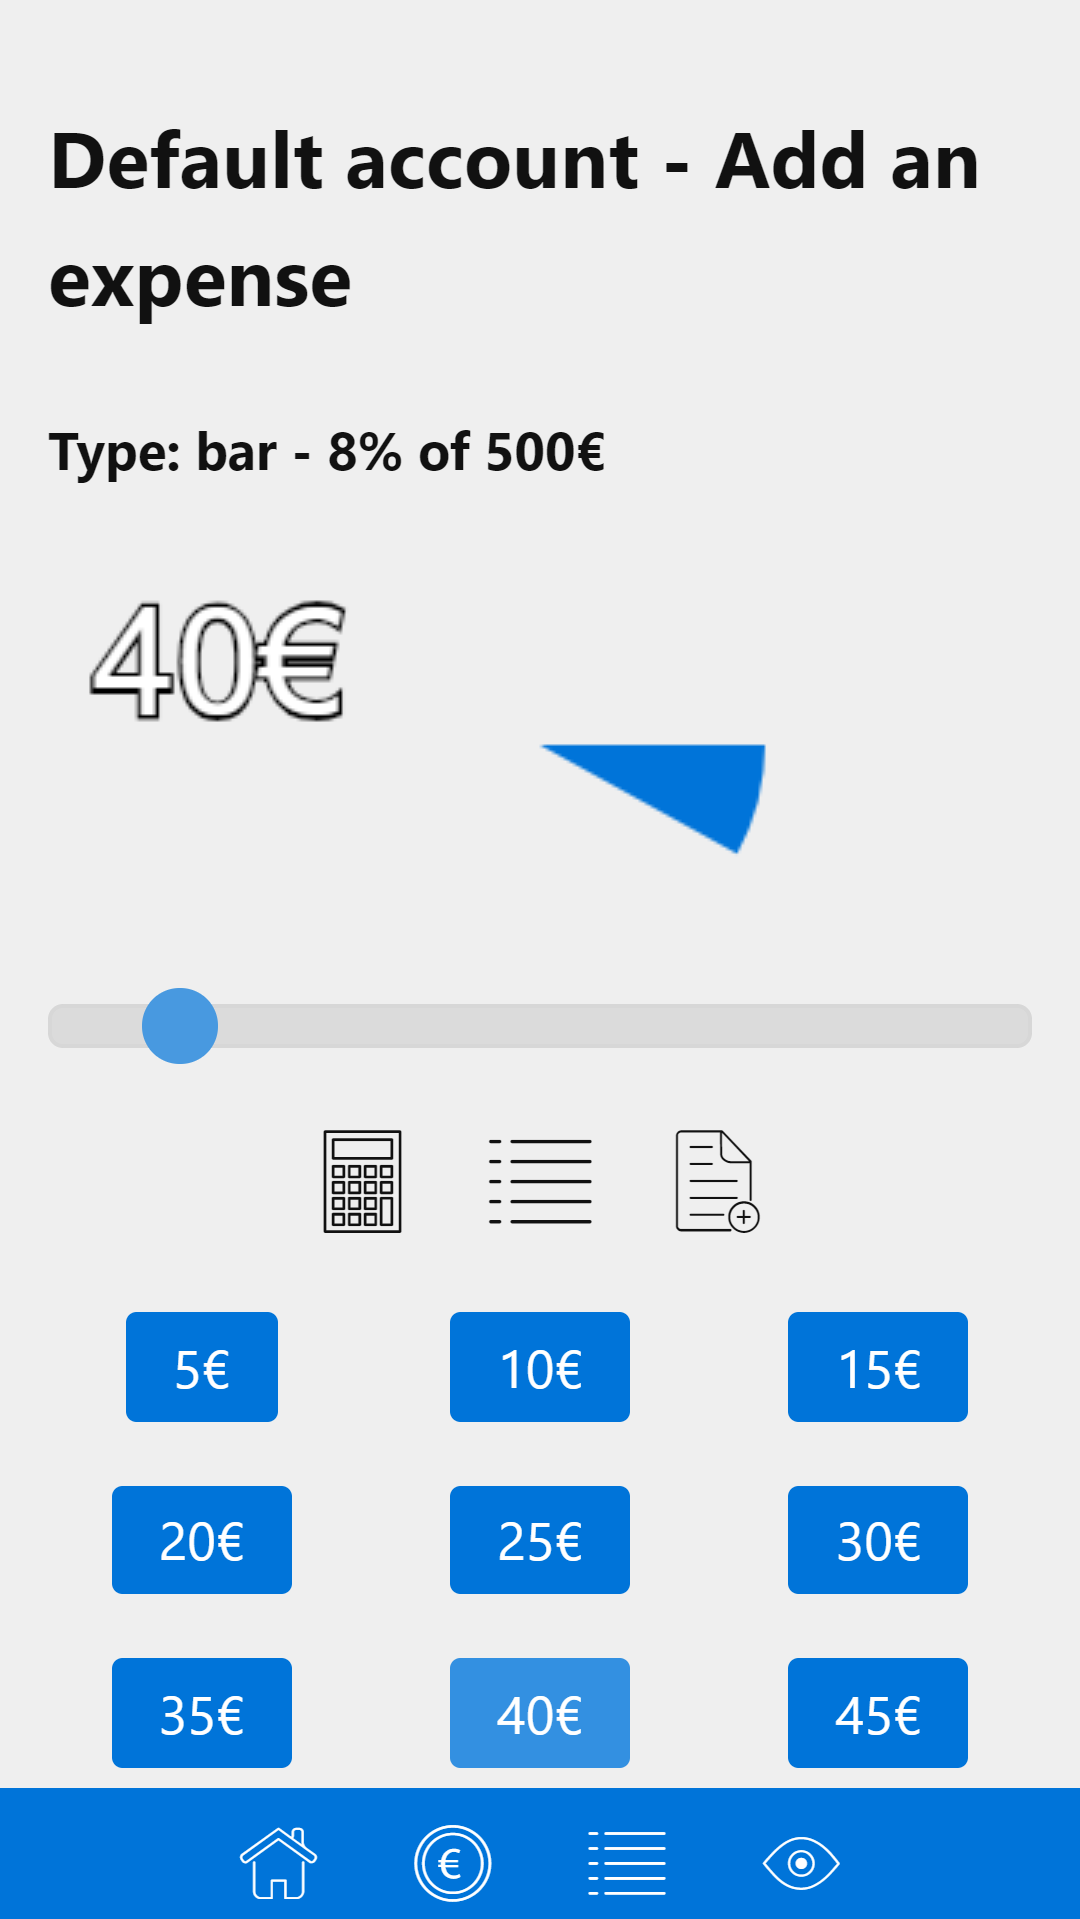 Default account - Add an
expense
Type: bar - 8% of 500€
40€
5€ 10€ 15€
20€ 25€ 30€
35€ 40€ 45€
€